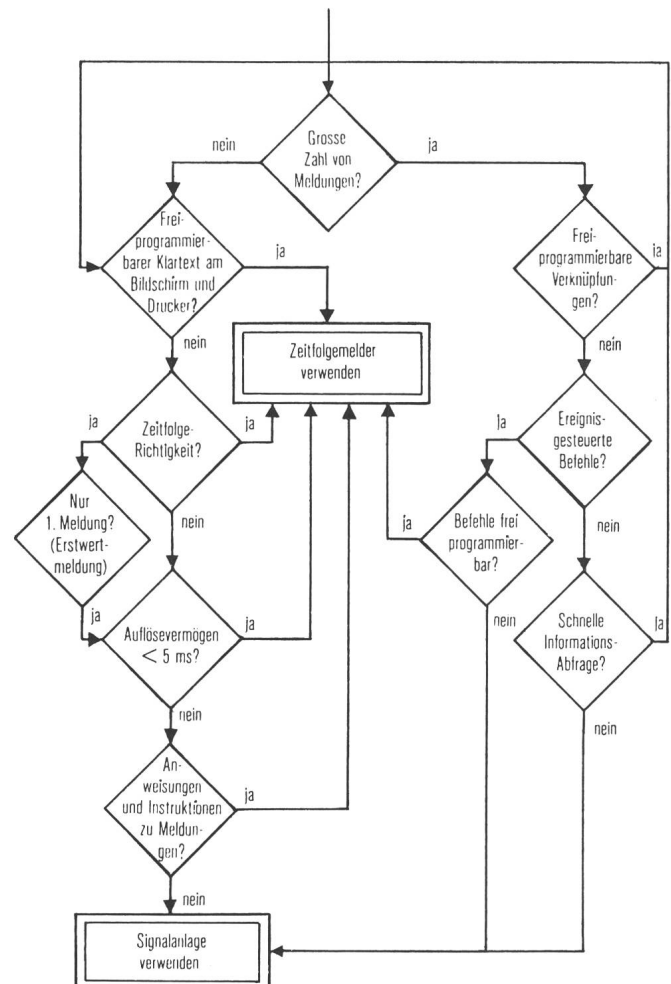 Grosse
Zahl von
Meldungen?
nein
ja
Frei-
programmier-
barer Klartext am
Bildschirm und
Drucker?
ja
nein
Frei-
programmierbare
Verknüpfun-
gen?
ja
nein
Zeitfolgemelder
verwenden
Zeitfolge-
Richtigkeit?
ja
ja
nein
Ereignis-
gesteuerte
Befehle?
ja
nein
Nur
1. Meldung?
(Erstwert-
meldung)
ja
Befehle frei
programmier-
bar?
ja
nein
Auflösevermögen
< 5 ms?
ja
nein
Schnelle
Informations-
Abfrage?
ja
nein
An-
weisungen
und Instruktionen
zu Meldun-
gen?
ja
nein
Signalanlage
verwenden